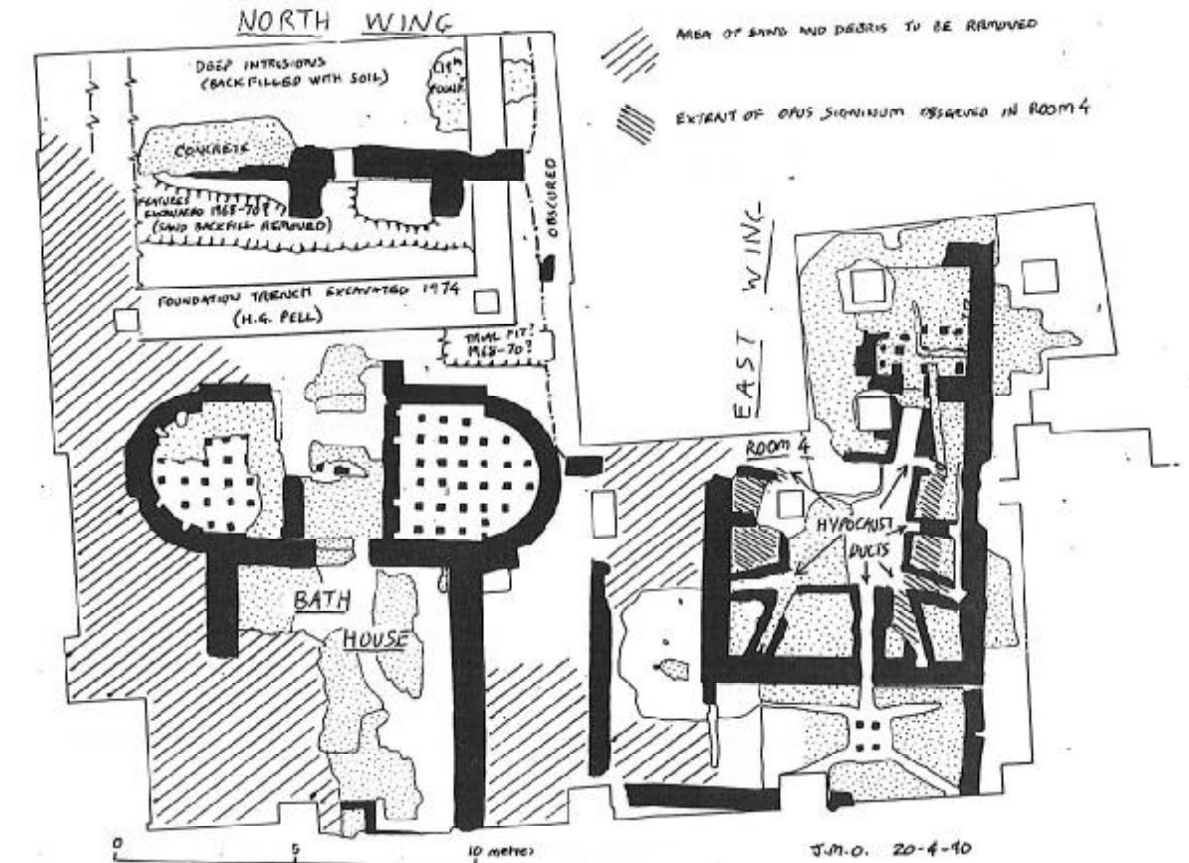 NORTH WING
AREA OF SAND AND DEBRIS TO BE REMOVED
EXTENT OF OPUS SIGNINUM OBSERVED IN ROOM 4
DEEP INTRUSIONS
(BACKFILLED WITH SOIL)
CONCRETE
FEATURES
1968-70?
(SAND BACKFILL REMOVED)
OBSCURED
FOUNDATION TRENCH EXCAVATED 1974
(H.G. PELL)
TRIAL PIT?
1968-70?
EAST WING
ROOM 4
HYPOCAUST
DUCTS
BATH
HOUSE
0 5 10 metres
J.M.O. 20-4-90